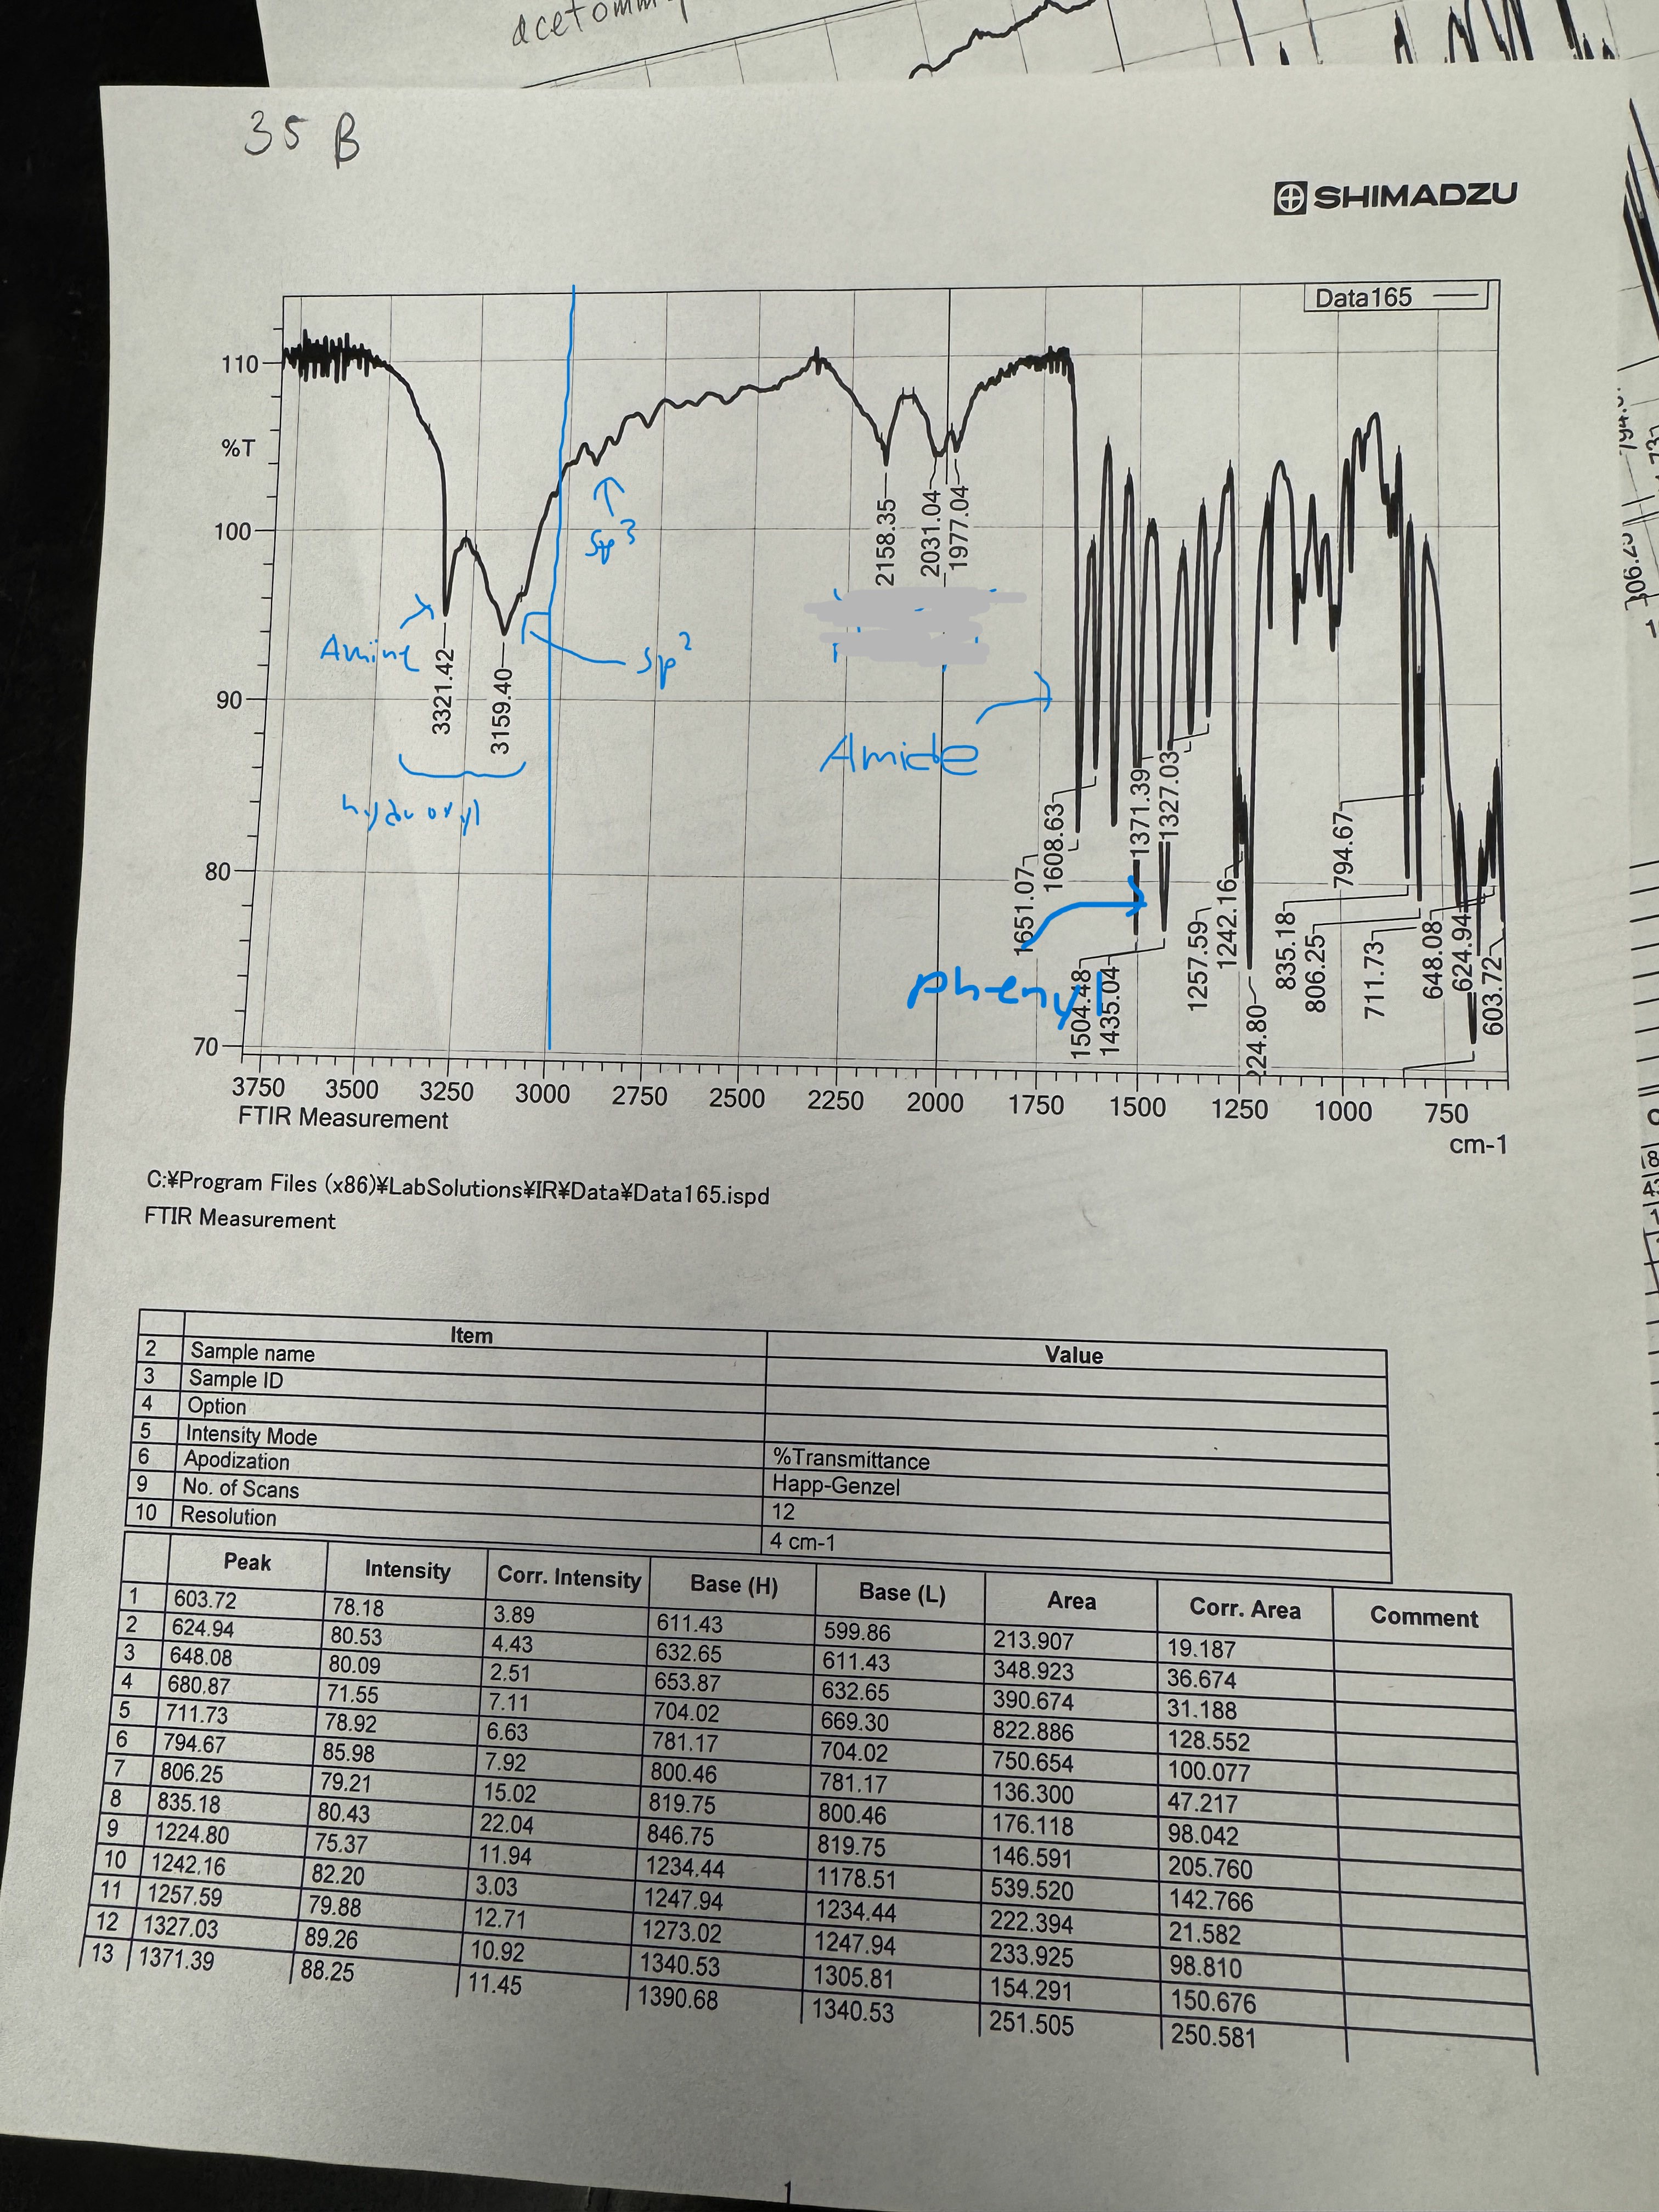 35 B
SHIMADZU
Data165
110
%T
100
90
80
70
2158.35
2031.04
1977.04
sp3
Amine
3321.42
3159.40
sp2
Amide
hydroxyl
1651.07
1608.63
1371.39
1327.03
phenyl
1504.48
1435.04
1257.59
1242.16
224.80
794.67
835.18
806.25
711.73
648.08
624.94
603.72
3750 3500 3250 3000 2750 2500 2250 2000 1750 1500 1250 1000 750
FTIR Measurement
cm-1
C:¥Program Files (x86)¥LabSolutions¥IR¥Data¥Data165.ispd
FTIR Measurement
Item Value
2 Sample name
3 Sample ID
4 Option
5 Intensity Mode %Transmittance
6 Apodization Happ-Genzel
9 No. of Scans 12
10 Resolution 4 cm-1
Peak Intensity Corr. Intensity Base (H) Base (L) Area Corr. Area Comment
1 603.72 78.18 3.89 611.43 599.86 213.907 19.187
2 624.94 80.53 4.43 632.65 611.43 348.923 36.674
3 648.08 80.09 2.51 653.87 632.65 390.674 31.188
4 680.87 71.55 7.11 704.02 669.30 822.886 128.552
5 711.73 78.92 6.63 781.17 704.02 750.654 100.077
6 794.67 85.98 7.92 800.46 781.17 136.300 47.217
7 806.25 79.21 15.02 819.75 800.46 176.118 98.042
8 835.18 80.43 22.04 846.75 819.75 146.591 205.760
9 1224.80 75.37 11.94 1234.44 1178.51 539.520 142.766
10 1242.16 82.20 3.03 1247.94 1234.44 222.394 21.582
11 1257.59 79.88 12.71 1273.02 1247.94 233.925 98.810
12 1327.03 89.26 10.92 1340.53 1305.81 154.291 150.676
13 1371.39 88.25 11.45 1390.68 1340.53 251.505 250.581
1